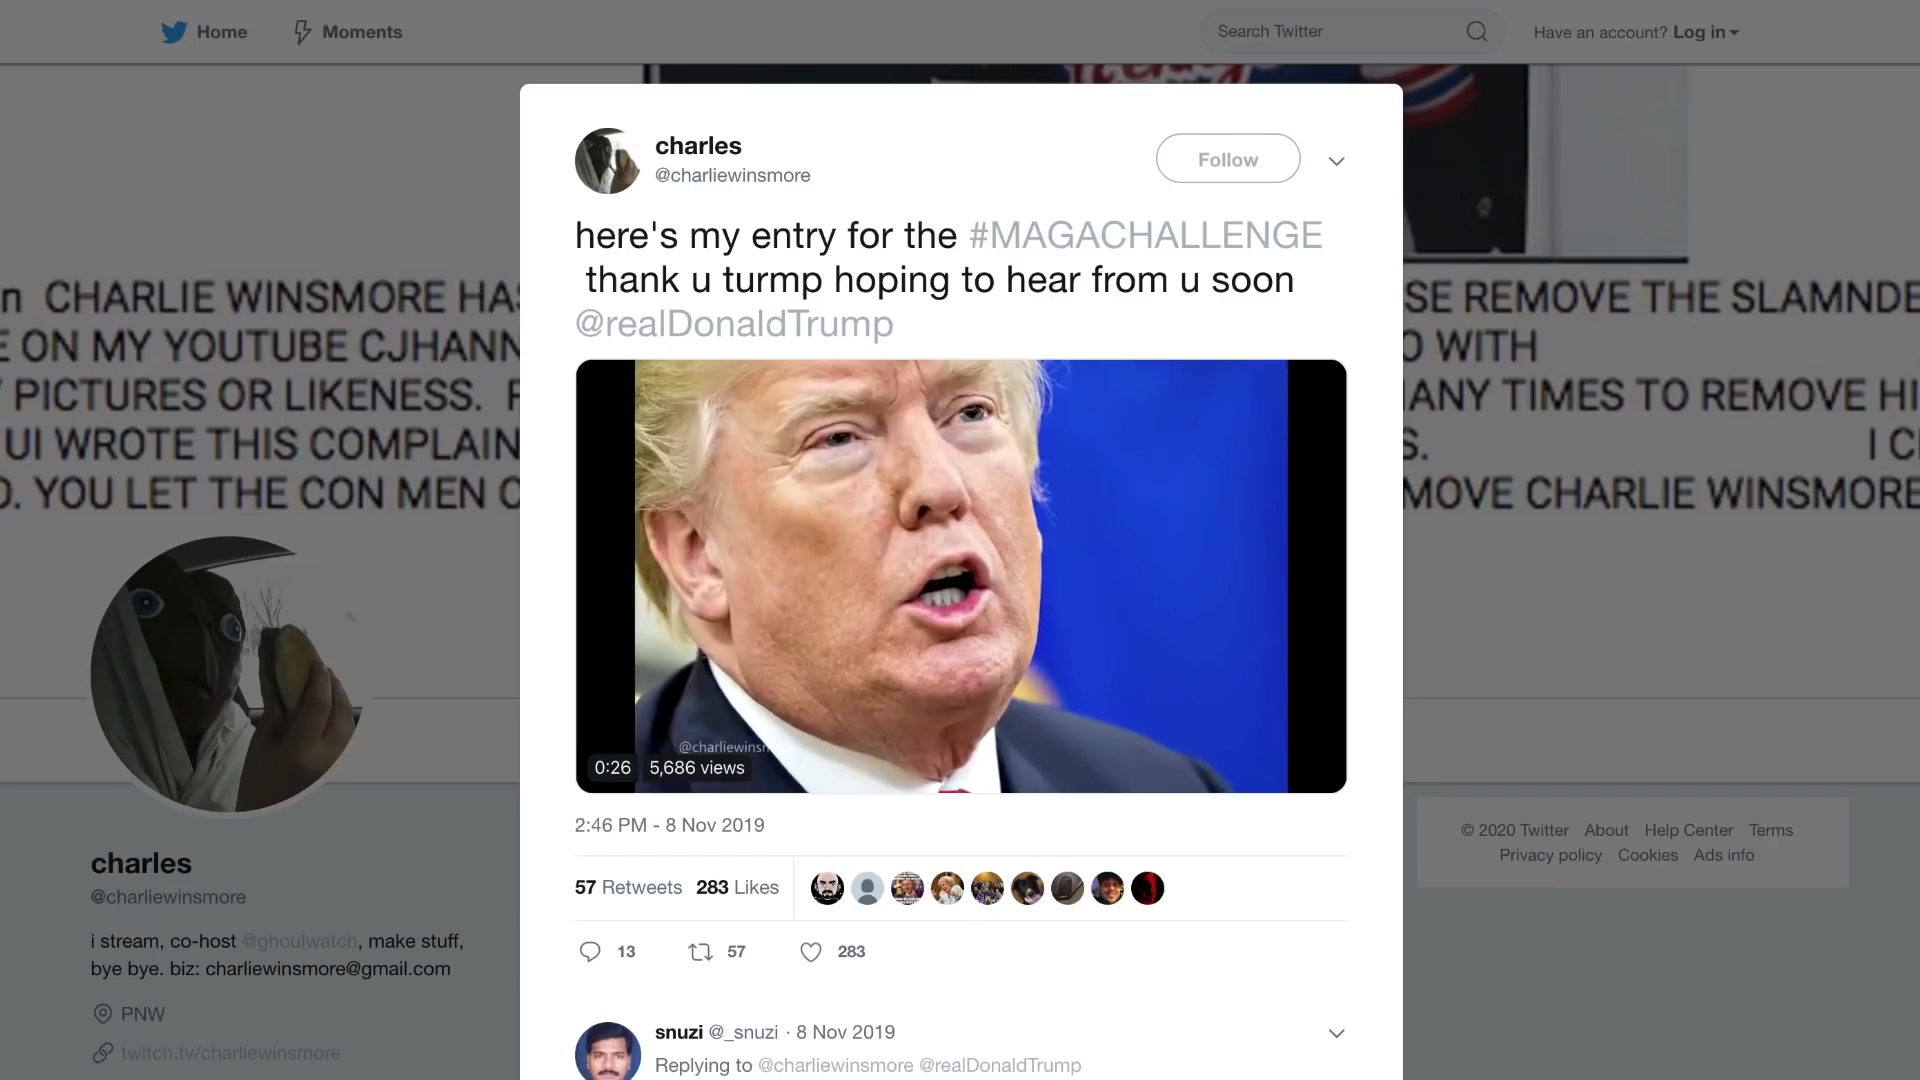 Home
Moments
Search Twitter
Have an account? Log in
charles
@charliewinsmore
Follow
here's my entry for the #MAGACHALLENGE
thank u turmp hoping to hear from u soon
@realDonaldTrump
n CHARLIE WINSMORE HAS
E ON MY YOUTUBE CJHANN
PICTURES OR LIKENESS.
UI WROTE THIS COMPLAIN
D. YOU LET THE CON MEN
SE REMOVE THE SLAMNDE
O WITH
ANY TIMES TO REMOVE HI
S. I C
MOVE CHARLIE WINSMORE
@charliewinsm
0:26 5,686 views
2:46 PM - 8 Nov 2019
57 Retweets 283 Likes
13 57 283
snuzi @_snuzi · 8 Nov 2019
Replying to @charliewinsmore @realDonaldTrump
charles
@charliewinsmore
i stream, co-host @ghoulwatch, make stuff,
bye bye. biz: charliewinsmore@gmail.com
PNW
twitch.tv/charliewinsmore
© 2020 Twitter About Help Center Terms
Privacy policy Cookies Ads info